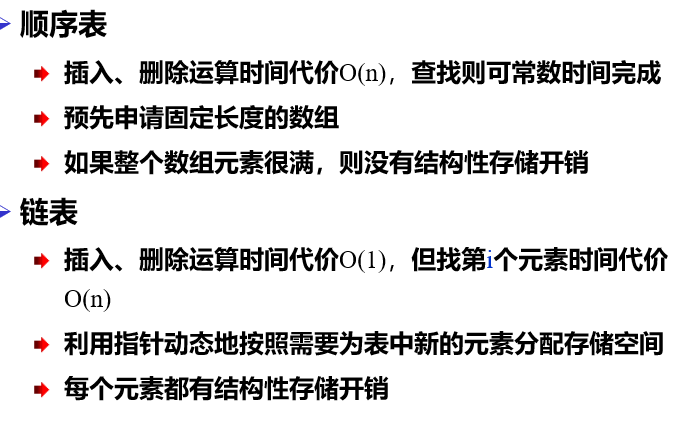 顺序表
插入、删除运算时间代价O(n)，查找则可常数时间完成
预先申请固定长度的数组
如果整个数组元素很满，则没有结构性存储开销
链表
插入、删除运算时间代价O(1)，但找第i个元素时间代价
O(n)
利用指针动态地按照需要为表中新的元素分配存储空间
每个元素都有结构性存储开销